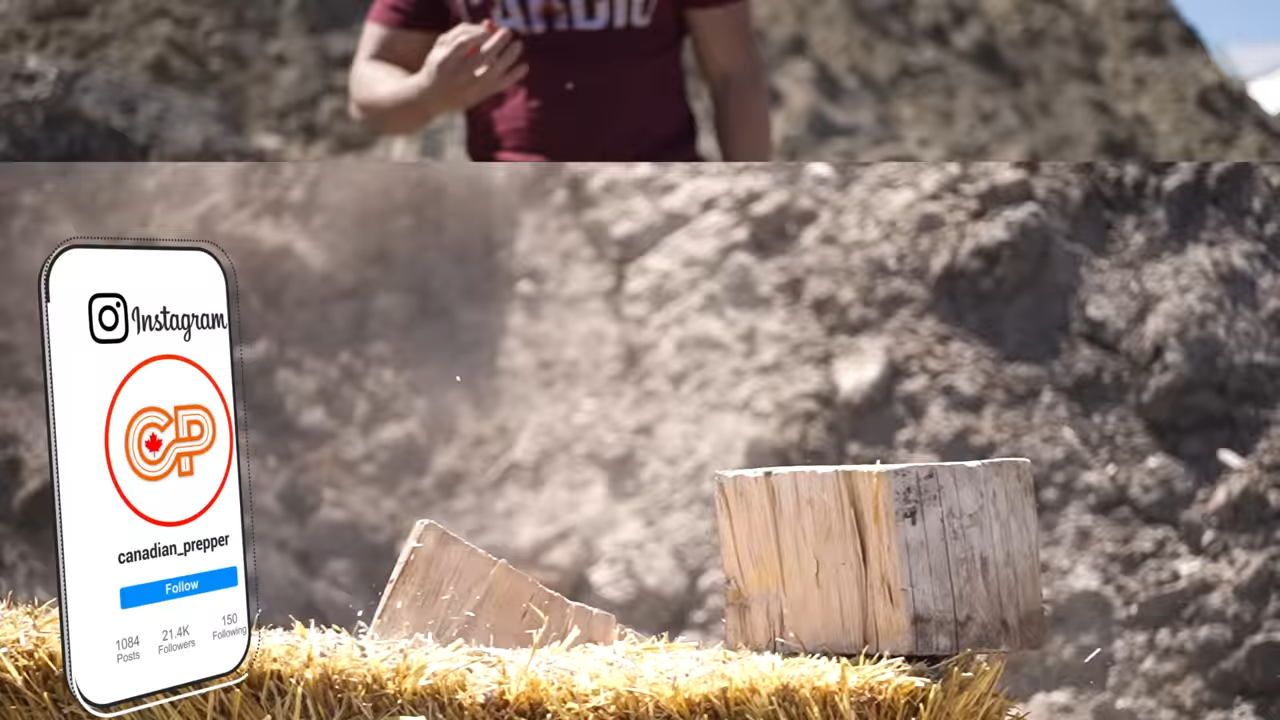 Instagram
CP
canadian_prepper
Follow
1084
Posts
21.4K
Followers
150
Following